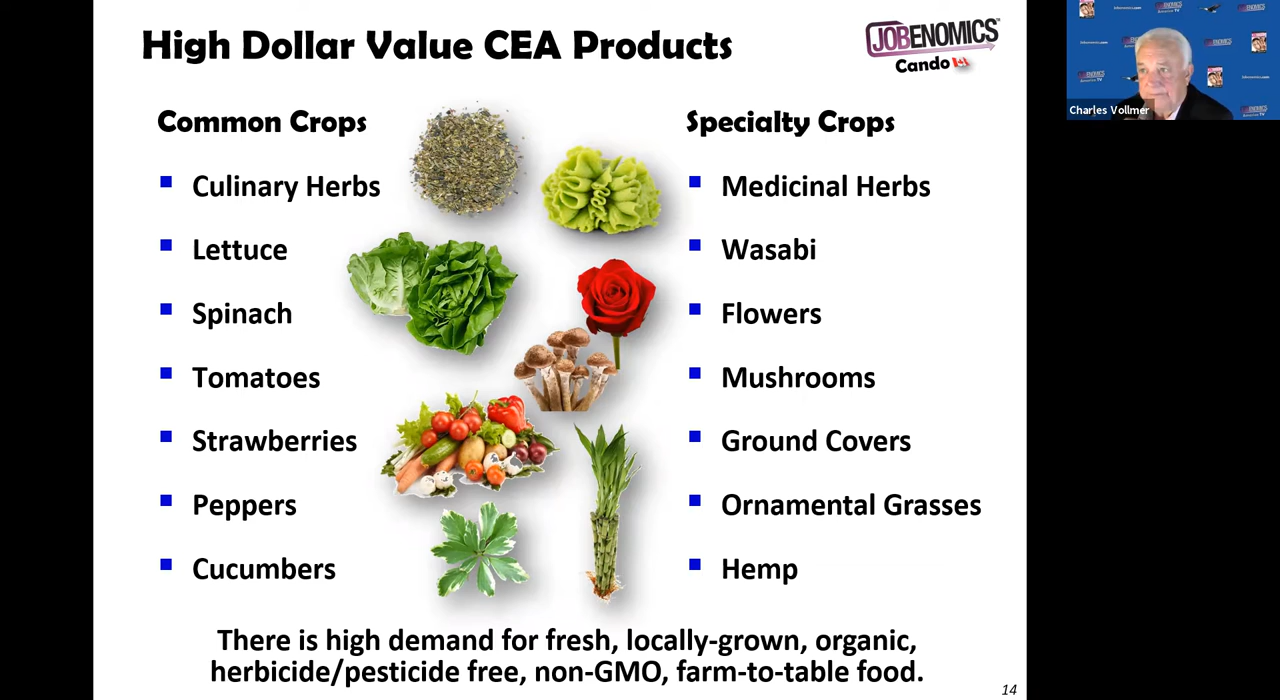 High Dollar Value CEA Products
JOBENOMICS™
Cando
Common Crops
Specialty Crops
Culinary Herbs
Medicinal Herbs
Lettuce
Wasabi
Spinach
Flowers
Tomatoes
Mushrooms
Strawberries
Ground Covers
Peppers
Ornamental Grasses
Cucumbers
Hemp
There is high demand for fresh, locally-grown, organic,
herbicide/pesticide free, non-GMO, farm-to-table food.
14
Charles Vollmer